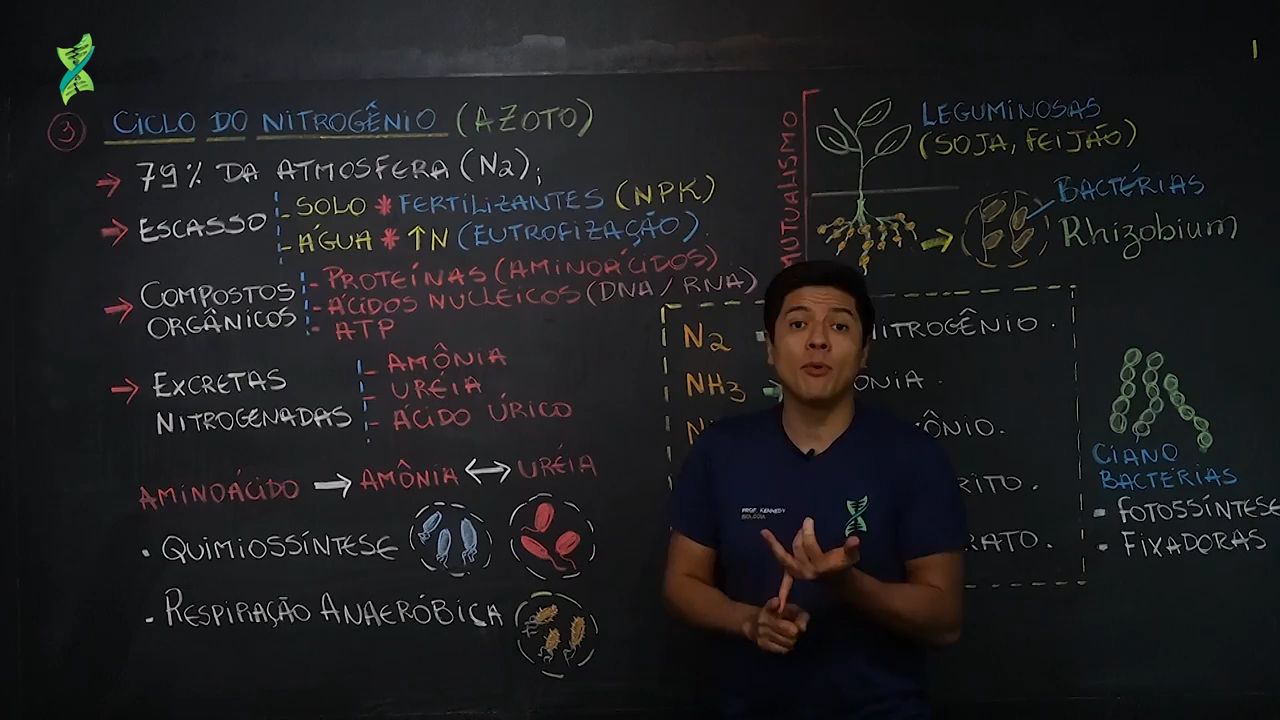 3 CICLO DO NITROGÊNIO (AZOTO)
→ 79% DA ATMOSFERA (N2);
→ ESCASSO
- SOLO * FERTILIZANTES (NPK)
- ÁGUA * ↑N (EUTROFIZAÇÃO).
→ COMPOSTOS
ORGÂNICOS
- PROTEÍNAS (AMINOÁCIDOS)
- ÁCIDOS NUCLEICOS (DNA / RNA)
- ATP
→ EXCRETAS
NITROGENADAS
- AMÔNIA
- URÉIA
- ÁCIDO ÚRICO
AMINOÁCIDO → AMÔNIA ↔ URÉIA
• QUIMIOSSÍNTESE
• RESPIRAÇÃO ANAERÓBICA
MUTUALISMO
LEGUMINOSAS
(SOJA, FEIJÃO)
BACTÉRIAS
Rhizobium
N2 NITROGÊNIO.
NH3 → ONIA.
N ÔNIO.
RITO.
RATO.
CIANO
BACTÉRIAS
- FOTOSSÍNTESE
- FIXADORAS
PROF. KENNEDY
BIOLOGIA